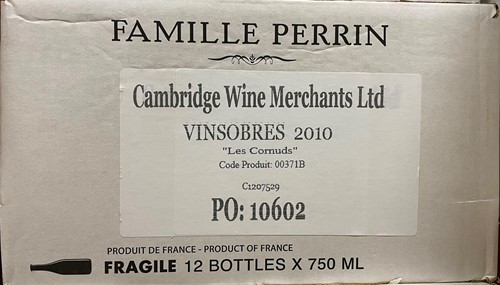 FAMILLE PERRIN
Cambridge Wine Merchants Ltd
VINSOBRES 2010
"Les Cornuds"
Code Produit: 00371B
C1207529
PO: 10602
PRODUIT DE FRANCE - PRODUCT OF FRANCE
FRAGILE 12 BOTTLES X 750 ML